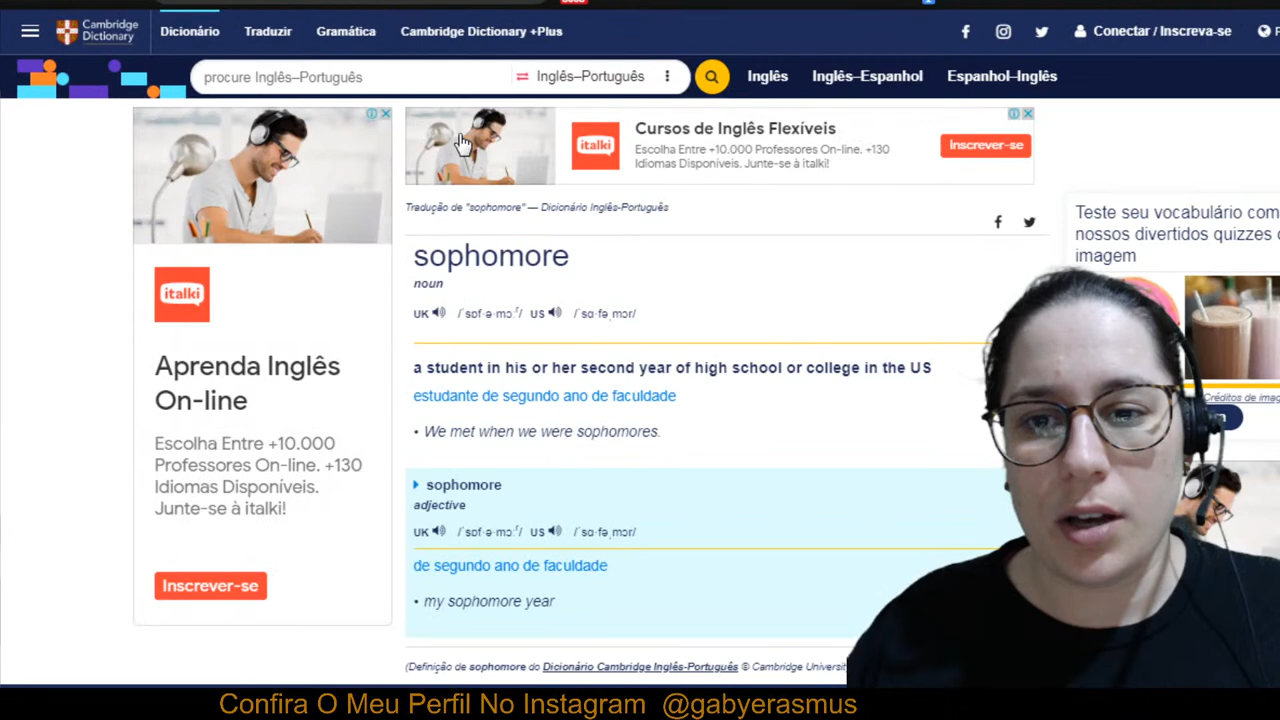 Cambridge
Dictionary
Dicionário
Traduzir
Gramática
Cambridge Dictionary +Plus
Conectar / Inscreva-se
procure Inglês–Português
Inglês–Português
Inglês
Inglês–Espanhol
Espanhol–Inglês
italki
Aprenda Inglês
On-line
Escolha Entre +10.000
Professores On-line. +130
Idiomas Disponíveis.
Junte-se à italki!
Inscrever-se
italki
Cursos de Inglês Flexíveis
Escolha Entre +10.000 Professores On-line. +130
Idiomas Disponíveis. Junte-se à italki!
Inscrever-se
Tradução de "sophomore" — Dicionário Inglês-Português
sophomore
noun
UK /ˈsɒf·ə·mɔːʳ/ US /ˈsɑ·fəˌmɔr/
a student in his or her second year of high school or college in the US
estudante de segundo ano de faculdade
• We met when we were sophomores.
sophomore
adjective
UK /ˈsɒf·ə·mɔːʳ/ US /ˈsɑ·fəˌmɔr/
de segundo ano de faculdade
• my sophomore year
(Definição de sophomore do Dicionário Cambridge Inglês-Português ©Cambridge
Teste seu vocabulário com
nossos divertidos quizzes
imagem
Créditos de
Confira O Meu Perfil No Instagram @gabyerasmus